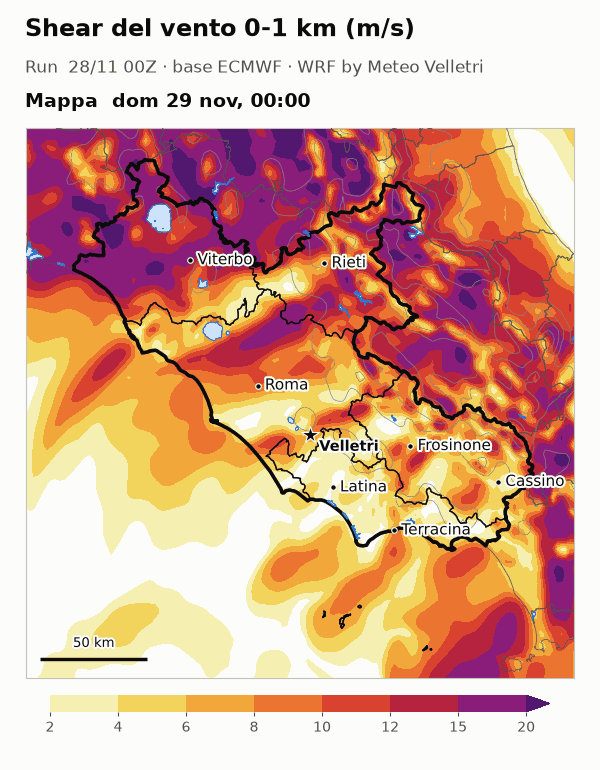 Shear del vento 0-1 km (m/s)
Run 28/11 00Z · base ECMWF · WRF by Meteo Velletri
Mappa dom 29 nov, 00:00
Viterbo
Rieti
Roma
Velletri
Frosinone
Latina
Cassino
Terracina
50 km
2 4 6 8 10 12 15 20